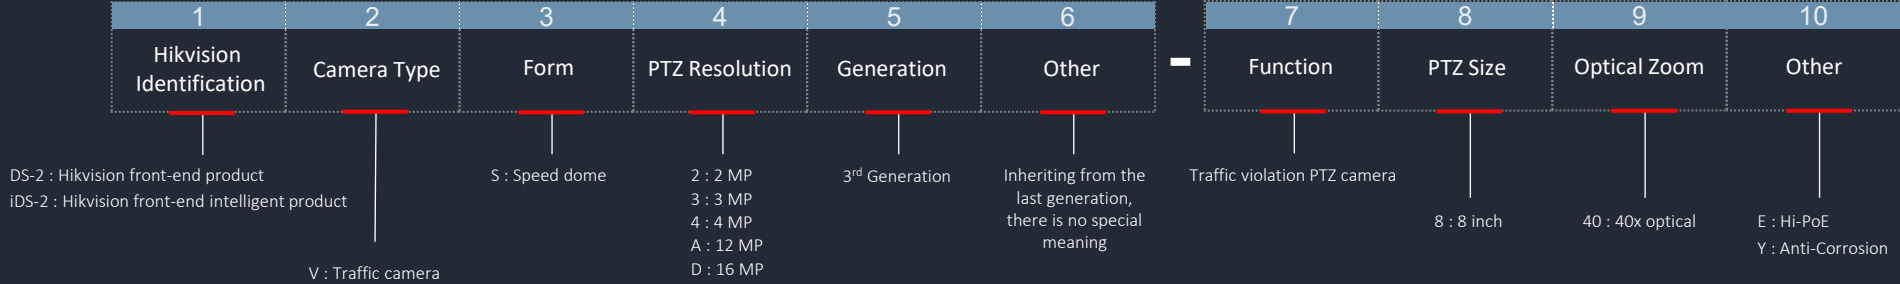 1 2 3 4 5 6 7 8 9 10
Hikvision
Identification
Camera Type
Form
PTZ Resolution
Generation
Other
-
Function
PTZ Size
Optical Zoom
Other
DS-2 : Hikvision front-end product
iDS-2 : Hikvision front-end intelligent product
V : Traffic camera
S : Speed dome
2 : 2 MP
3 : 3 MP
4 : 4 MP
A : 12 MP
D : 16 MP
3rd Generation
Inheriting from the
last generation,
there is no special
meaning
Traffic violation PTZ camera
8 : 8 inch
40 : 40x optical
E : Hi-PoE
Y : Anti-Corrosion